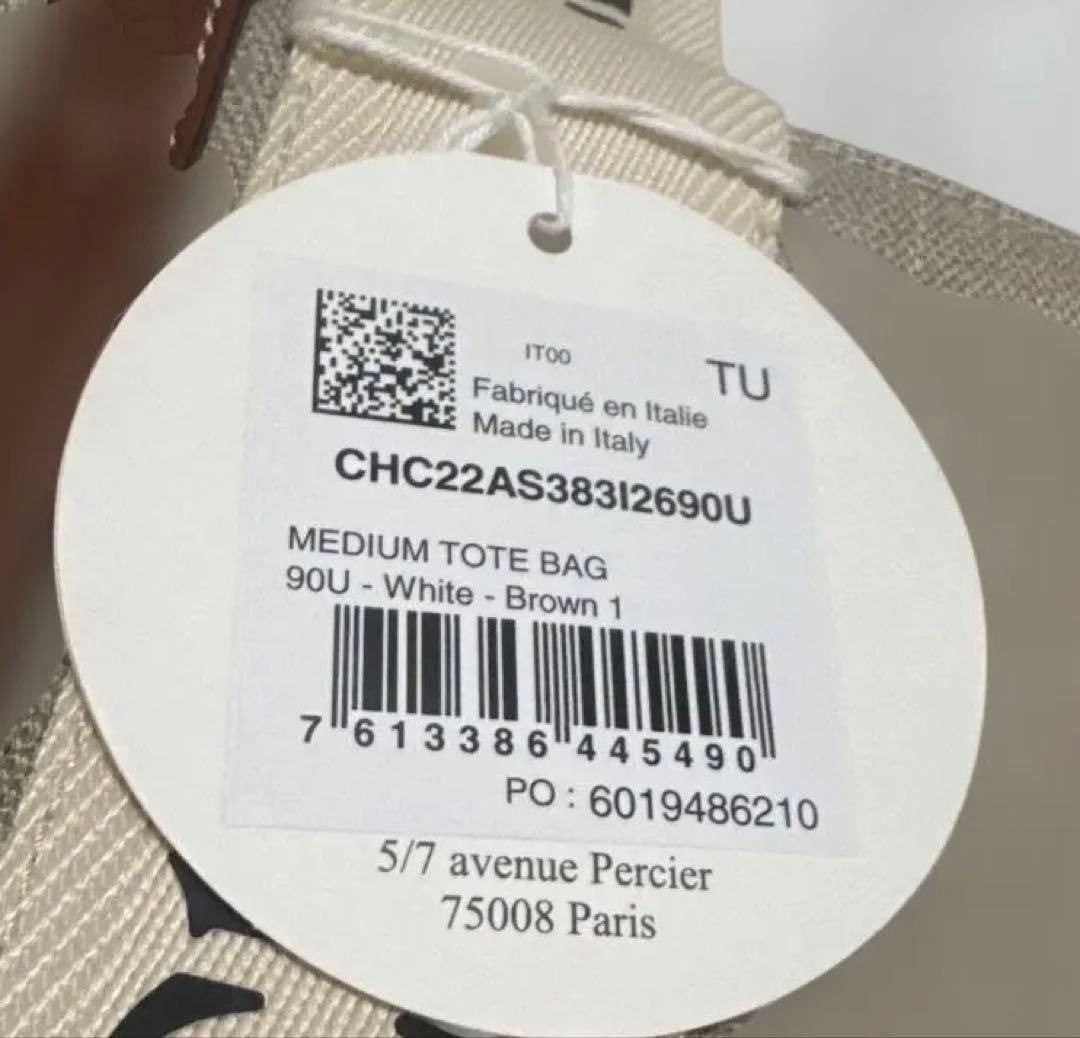 IT00
TU
Fabriqué en Italie
Made in Italy
CHC22AS383I2690U
MEDIUM TOTE BAG
90U - White - Brown 1
7 613386 445490
PO : 6019486210
5/7 avenue Percier
75008 Paris